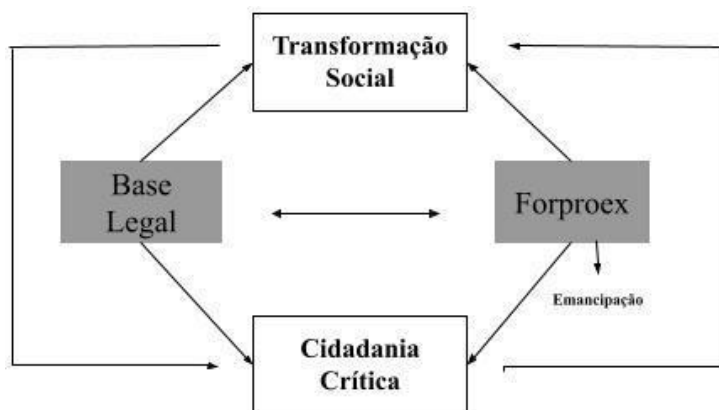 Transformação
Social
Base
Legal
Forproex
Emancipação
Cidadania
Crítica